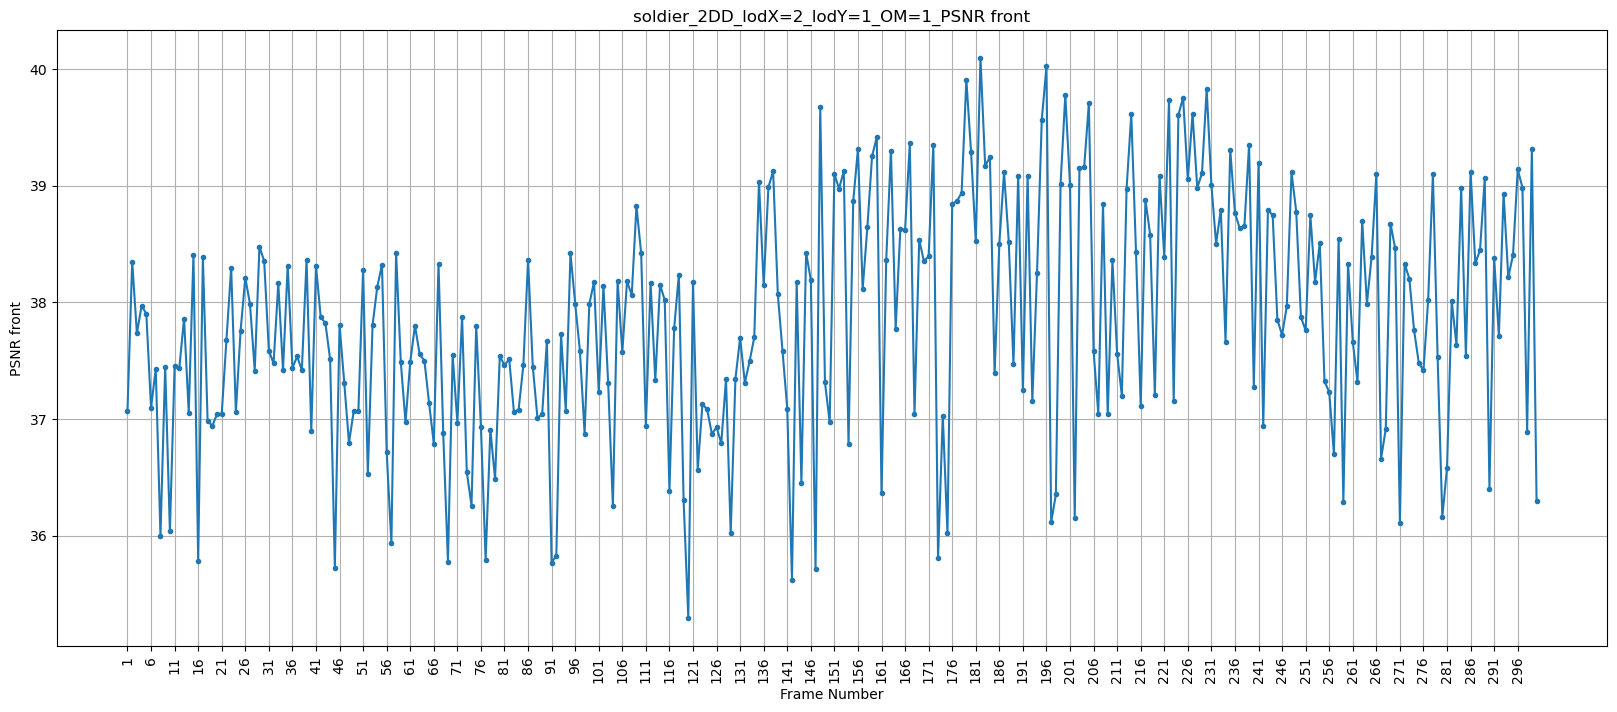 soldier_2DD_lodX=2_lodY=1_OM=1_PSNR front
40
39
38
37
36
PSNR front
1 6 11 16 21 26 31 36 41 46 51 56 61 66 71 76 81 86 91 96 101 106 111 116 121 126 131 136 141 146 151 156 161 166 171 176 181 186 191 196 201 206 211 216 221 226 231 236 241 246 251 256 261 266 271 276 281 286 291 296
Frame Number